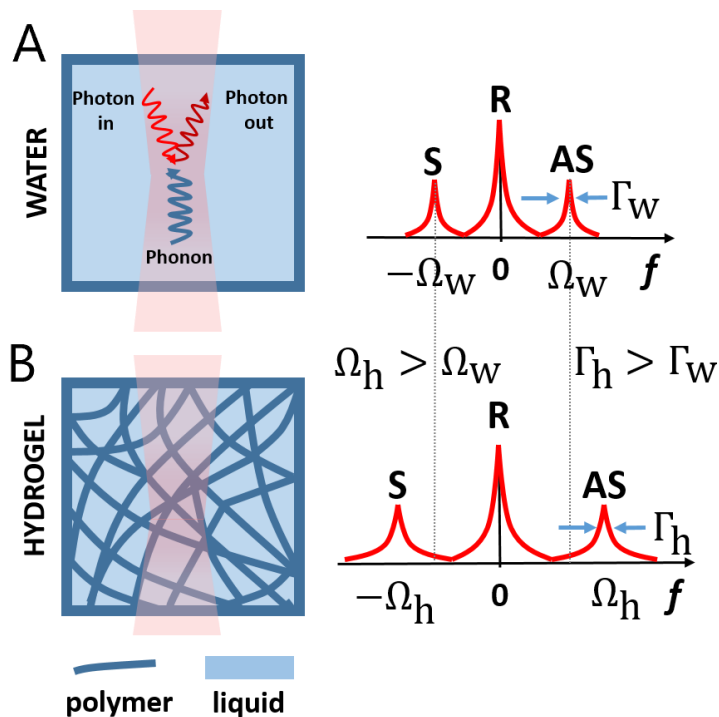 A
WATER
Photon
in
Photon
out
Phonon
R
S
AS
Γw
−Ωw
0
Ωw
f
Ωh > Ωw
Γh > Γw
B
HYDROGEL
R
S
AS
Γh
−Ωh
0
Ωh
f
polymer
liquid